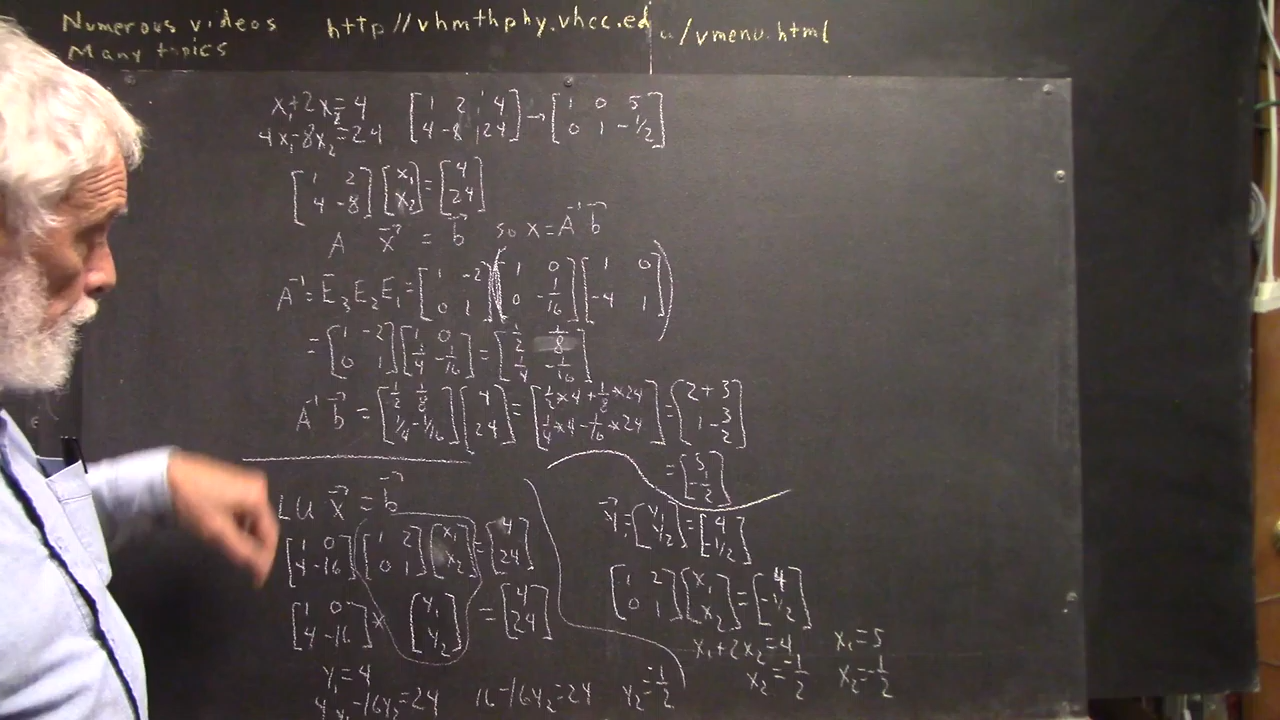 Numerous videos http://vhmthphy.vhcc.ed u/vmenu.html
Many topics
x₁+2x₂=4 [1 2 4; 4 -8 24] → [1 0 5; 0 1 -1/2]
4x₁-8x₂=24
[1 2; 4 -8] [x₁; x₂] = [4; 24]
A x⃗ = b⃗ so x=A⁻¹ b⃗
A⁻¹=E₃E₂E₁=[1 -2; 0 1]([1 0; 0 -1/16][1 0; -4 1])
=[1 -2; 0 1][1 0; 1/4 -1/16]=[1/2 1/8; 1/4 -1/16]
A⁻¹ b⃗ = [1/2 1/8; 1/4 -1/16][4; 24]=[1/2×4+1/8×24; 1/4×4-1/16×24]=[2+3; 1-3/2]
=[5; -1/2]
LU x⃗ = b⃗
[1 0; 4 -16][1 2; 0 1][x₁; x₂]=[4; 24]
[1 0; 4 -16]× [y₁; y₂] = [4; 24]
y₁=4
4y₁-16y₂=24 16-16y₂=24 y₂=-1/2
y⃗=[y₁; y₂]=[4; -1/2]
[1 2; 0 1][x₁; x₂]=[4; -1/2]
x₁+2x₂=4 x₁=5
x₂=-1/2 x₂=-1/2